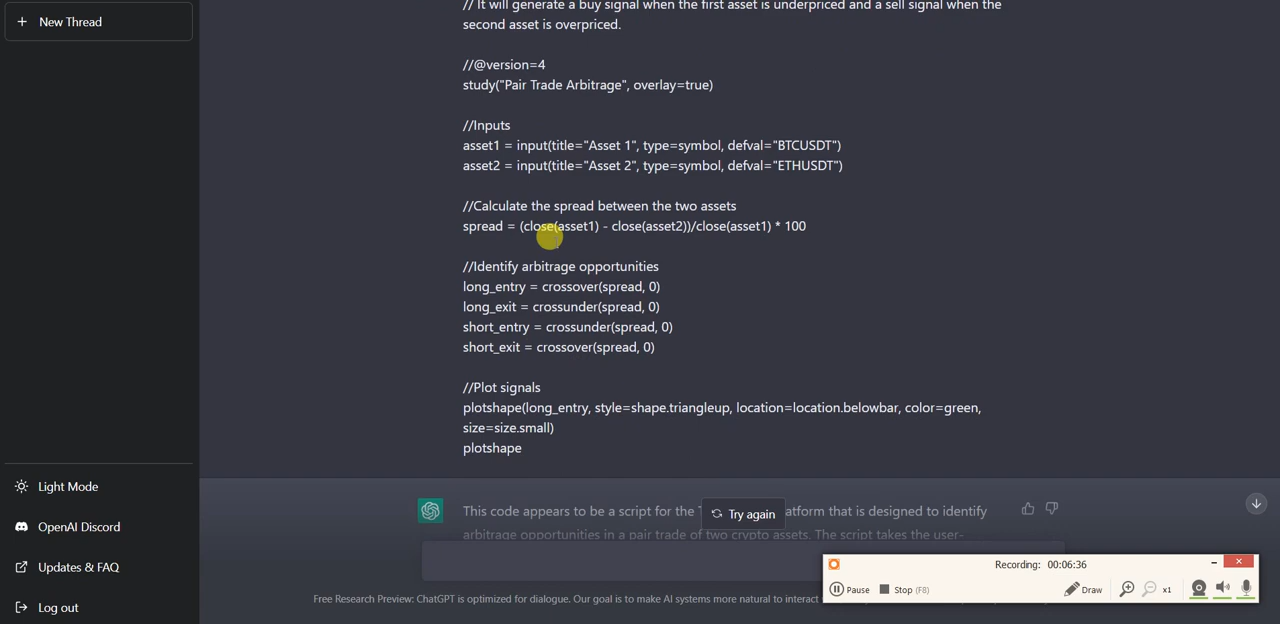 New Thread
// It will generate a buy signal when the first asset is underpriced and a sell signal when the
second asset is overpriced.
//@version=4
study("Pair Trade Arbitrage", overlay=true)
//Inputs
asset1 = input(title="Asset 1", type=symbol, defval="BTCUSDT")
asset2 = input(title="Asset 2", type=symbol, defval="ETHUSDT")
//Calculate the spread between the two assets
spread = (close(asset1) - close(asset2))/close(asset1) * 100
//Identify arbitrage opportunities
long_entry = crossover(spread, 0)
long_exit = crossunder(spread, 0)
short_entry = crossunder(spread, 0)
short_exit = crossover(spread, 0)
//Plot signals
plotshape(long_entry, style=shape.triangleup, location=location.belowbar, color=green,
size=size.small)
plotshape
Light Mode
OpenAI Discord
Updates & FAQ
Log out
This code appears to be a script for the T
Try again
atform that is designed to identify
arbitrage opportunities in a pair trade of two crypto assets. The script takes the user-
Free Research Preview: ChatGPT is optimized for dialogue. Our goal is to make AI systems more natural to interact
Recording: 00:06:36
Pause
Stop (F8)
Draw
x1